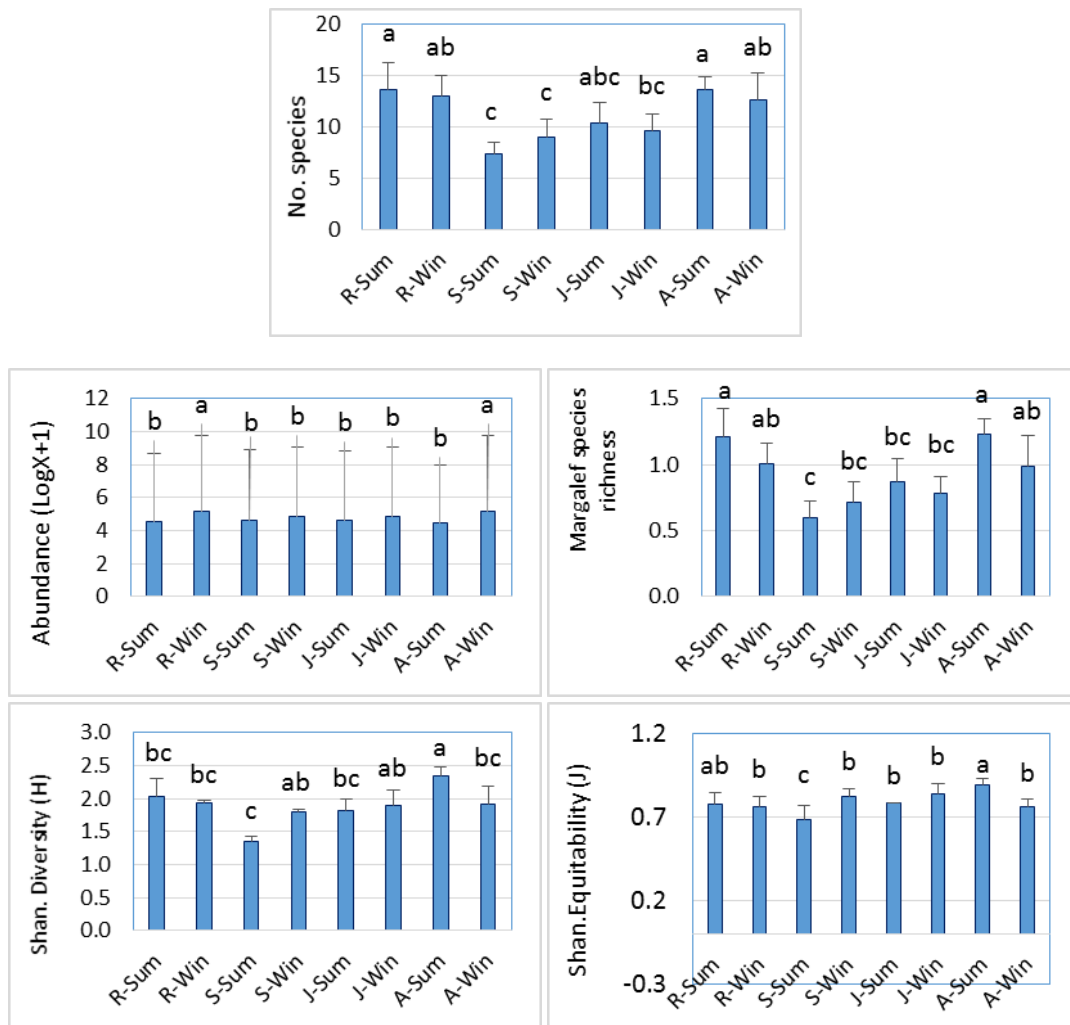 20
15
10
5
0
No. species
a ab c c abc bc a ab
R-Sum R-Win S-Sum S-Win J-Sum J-Win A-Sum A-Win
12
10
8
6
4
2
0
Abundance (LogX+1)
b a b b b b b a
R-Sum R-Win S-Sum S-Win J-Sum J-Win A-Sum A-Win
1.5
1.0
0.5
0.0
Margalef species
richness
a ab c bc bc bc a ab
R-Sum R-Win S-Sum S-Win J-Sum J-Win A-Sum A-Win
3.0
2.5
2.0
1.5
1.0
0.5
0.0
Shan. Diversity (H)
bc bc c ab bc ab a bc
R-Sum R-Win S-Sum S-Win J-Sum J-Win A-Sum A-Win
1.2
0.7
0.2
-0.3
Shan.Equitability (J)
ab b c b b b a b
R-Sum R-Win S-Sum S-Win J-Sum J-Win A-Sum A-Win